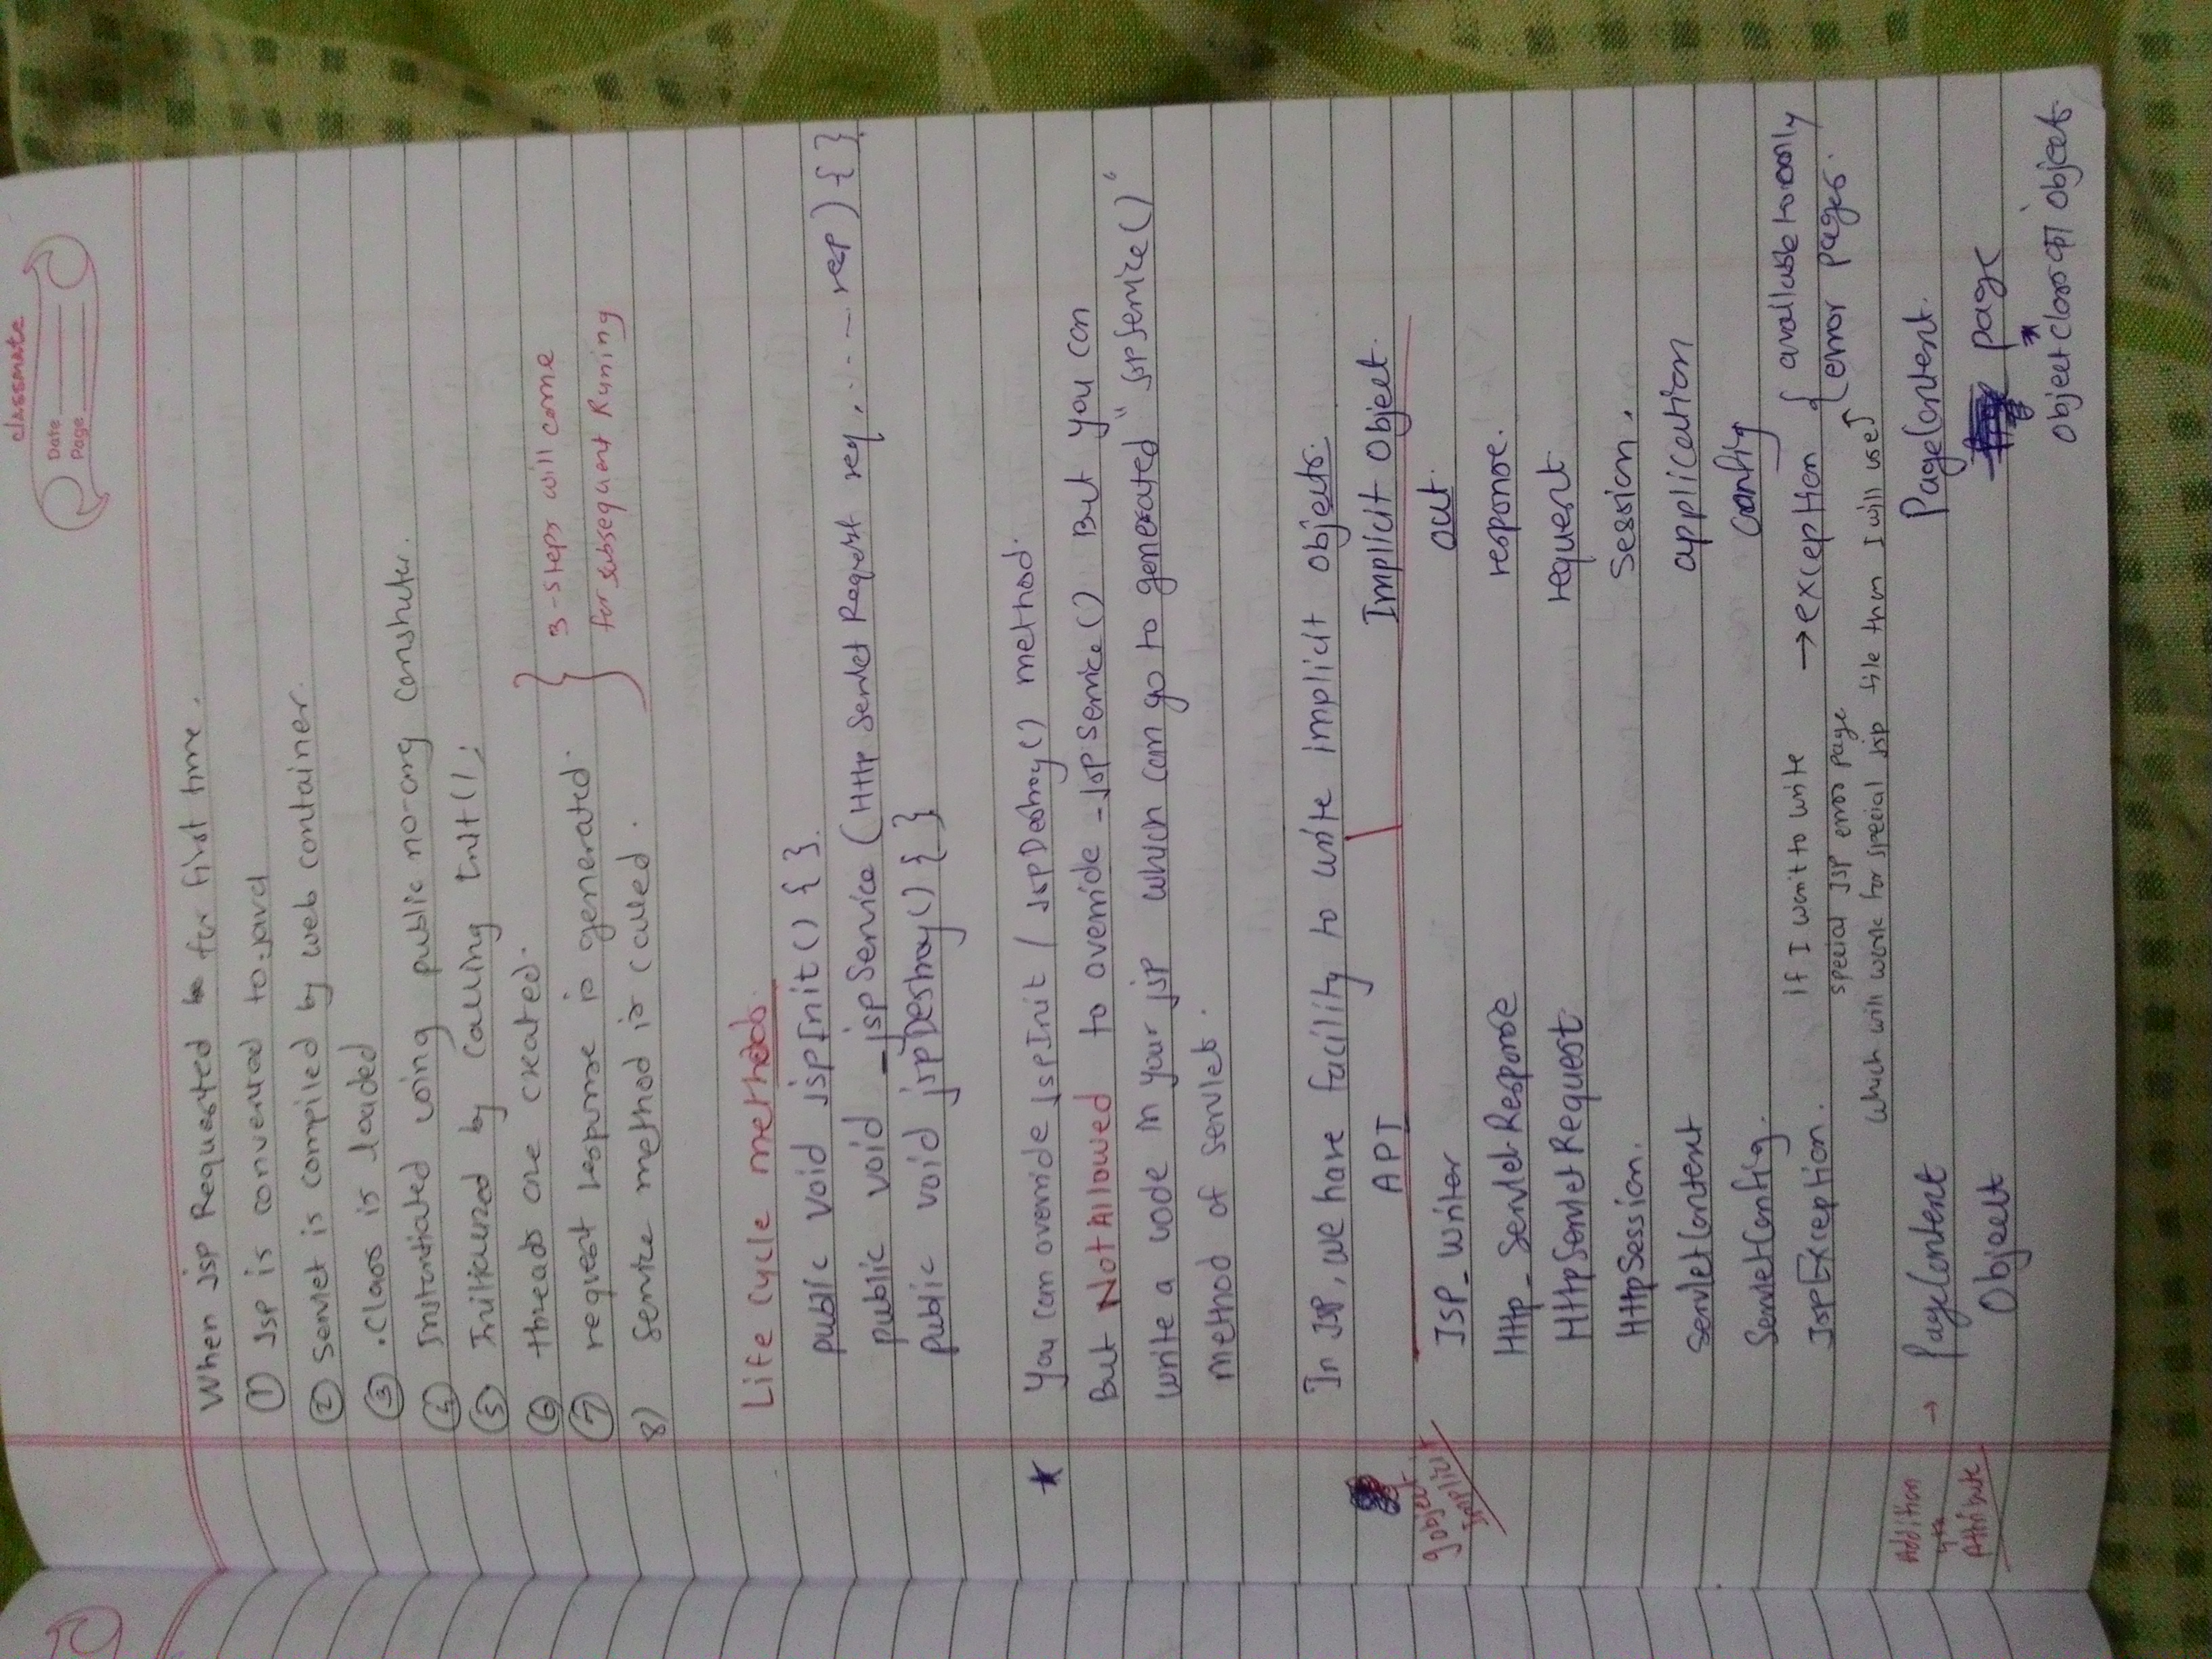 classmate
Date
Page
When Jsp Requested for first time.
① Jsp is converted to .java
② Servlet is compiled by web container.
③ .Class is loaded
④ Instantiated using public no-arg
⑤ Initialized by calling Init();
⑥ threads are created.
⑦ request response is generated.
8) Service method is called.
3-steps will come
for subsequent Runing
Life cycle methods.
public void jspInit() { }.
public void _jspService (HttpServletRequest req, ---- resp) { }
public void jspDestroy() { }
★ You can override jspInit / JspDestroy() method.
But Not Allowed to override _JspService() But you can
write a code in your jsp which can go to generated "jspService()"
method of servlet.
In JSP, we have facility to write implicit objects.
API | Implicit Object.
9 object
Implicit
JSP_Writer out.
Http_ServletResponse response.
HttpServletRequest request
HttpSession. Session.
ServletContext application
ServletConfig. Config
JspException. if I want to write → exception { available to only
special JSP error page error pages.
which will work for special jsp file then I will use
Addition
Attribute
→ PageContext PageContext.
Object page
object class object